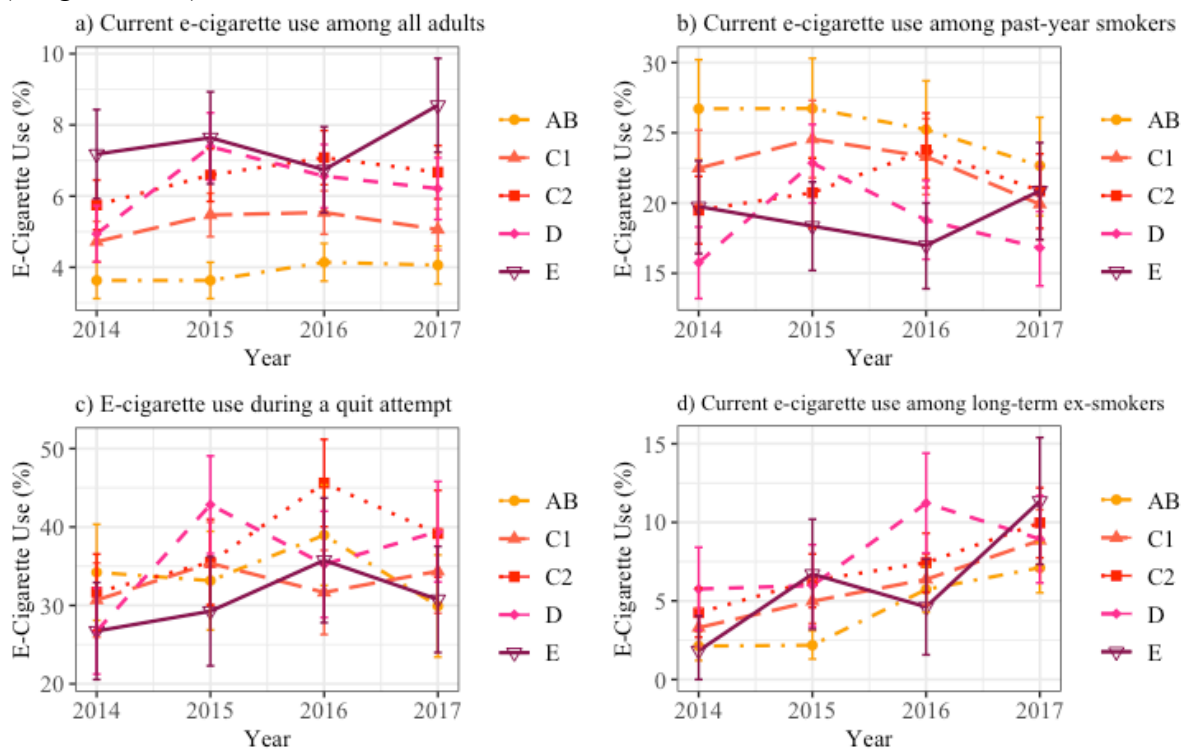 a) Current e-cigarette use among all adults
E-Cigarette Use (%)
10
8
6
4
2014 2015 2016 2017
Year
AB
C1
C2
D
E
b) Current e-cigarette use among past-year smokers
E-Cigarette Use (%)
30
25
20
15
2014 2015 2016 2017
Year
AB
C1
C2
D
E
c) E-cigarette use during a quit attempt
E-Cigarette Use (%)
50
40
30
20
2014 2015 2016 2017
Year
AB
C1
C2
D
E
d) Current e-cigarette use among long-term ex-smokers
E-Cigarette Use (%)
15
10
5
0
2014 2015 2016 2017
Year
AB
C1
C2
D
E